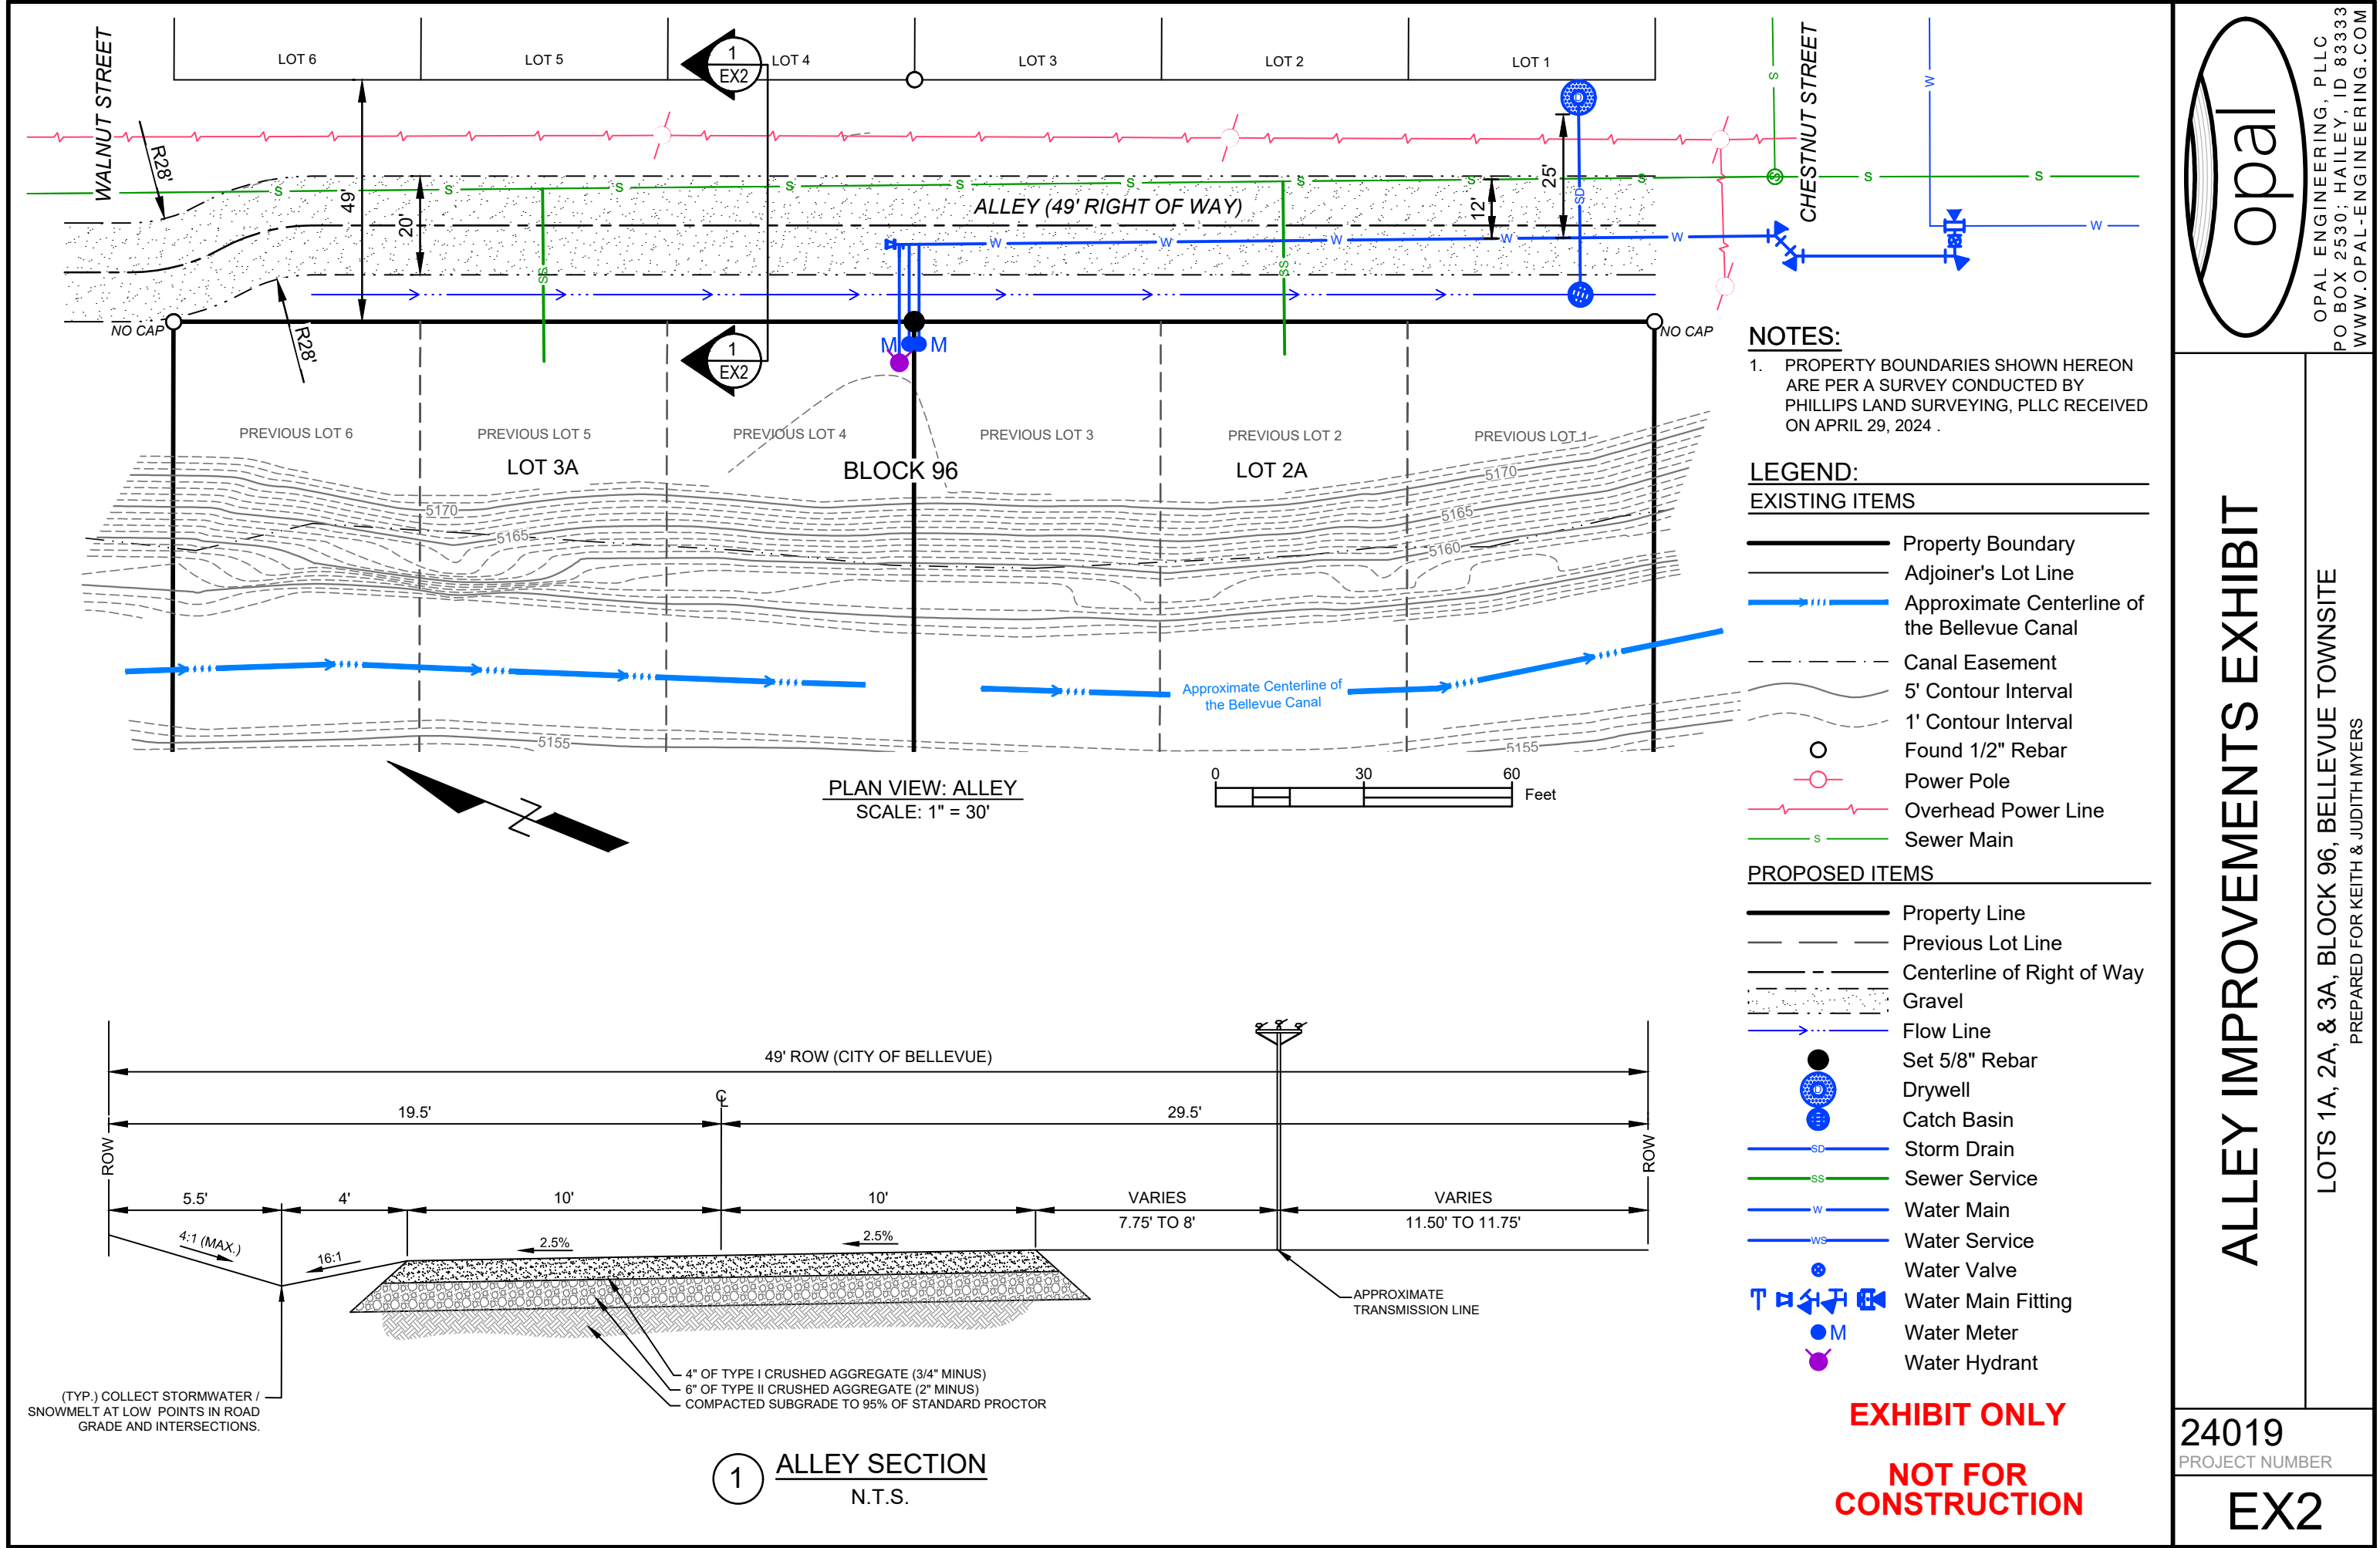 WALNUT STREET
LOT 6
LOT 5
1
EX2
LOT 4
LOT 3
LOT 2
LOT 1
CHESTNUT STREET
S
W
R28'
49'
20'
S
S
S
S
S
S
S
S
S
S
S
S
ALLEY (49' RIGHT OF WAY)
12'
25'
SD
W
W
W
W
W
W
SS
SS
NO CAP
R28'
1
EX2
M
M
NO CAP
PREVIOUS LOT 6
PREVIOUS LOT 5
PREVIOUS LOT 4
PREVIOUS LOT 3
PREVIOUS LOT 2
PREVIOUS LOT 1
LOT 3A
BLOCK 96
LOT 2A
5170
5170
5165
5165
5160
Approximate Centerline of
the Bellevue Canal
5155
5155
N
PLAN VIEW: ALLEY
SCALE: 1" = 30'
0
30
60
Feet
NOTES:
1. PROPERTY BOUNDARIES SHOWN HEREON
ARE PER A SURVEY CONDUCTED BY
PHILLIPS LAND SURVEYING, PLLC RECEIVED
ON APRIL 29, 2024 .
LEGEND:
EXISTING ITEMS
Property Boundary
Adjoiner's Lot Line
Approximate Centerline of
the Bellevue Canal
Canal Easement
5' Contour Interval
1' Contour Interval
Found 1/2" Rebar
Power Pole
Overhead Power Line
S
Sewer Main
PROPOSED ITEMS
Property Line
Previous Lot Line
Centerline of Right of Way
Gravel
Flow Line
Set 5/8" Rebar
D
Drywell
Catch Basin
SD
Storm Drain
SS
Sewer Service
W
Water Main
WS
Water Service
Water Valve
Water Main Fitting
M
Water Meter
Water Hydrant
EXHIBIT ONLY
NOT FOR
CONSTRUCTION
49' ROW (CITY OF BELLEVUE)
CL
19.5'
29.5'
ROW
ROW
5.5'
4'
10'
10'
VARIES
7.75' TO 8'
VARIES
11.50' TO 11.75'
4:1 (MAX.)
16:1
2.5%
2.5%
APPROXIMATE
TRANSMISSION LINE
4" OF TYPE I CRUSHED AGGREGATE (3/4" MINUS)
6" OF TYPE II CRUSHED AGGREGATE (2" MINUS)
COMPACTED SUBGRADE TO 95% OF STANDARD PROCTOR
(TYP.) COLLECT STORMWATER /
SNOWMELT AT LOW POINTS IN ROAD
GRADE AND INTERSECTIONS.
1
ALLEY SECTION
N.T.S.
opal
OPAL ENGINEERING, PLLC
PO BOX 2530; HAILEY, ID 83333
WWW.OPAL-ENGINEERING.COM
ALLEY IMPROVEMENTS EXHIBIT
LOTS 1A, 2A, & 3A, BLOCK 96, BELLEVUE TOWNSITE
PREPARED FOR KEITH & JUDITH MYERS
24019
PROJECT NUMBER
EX2